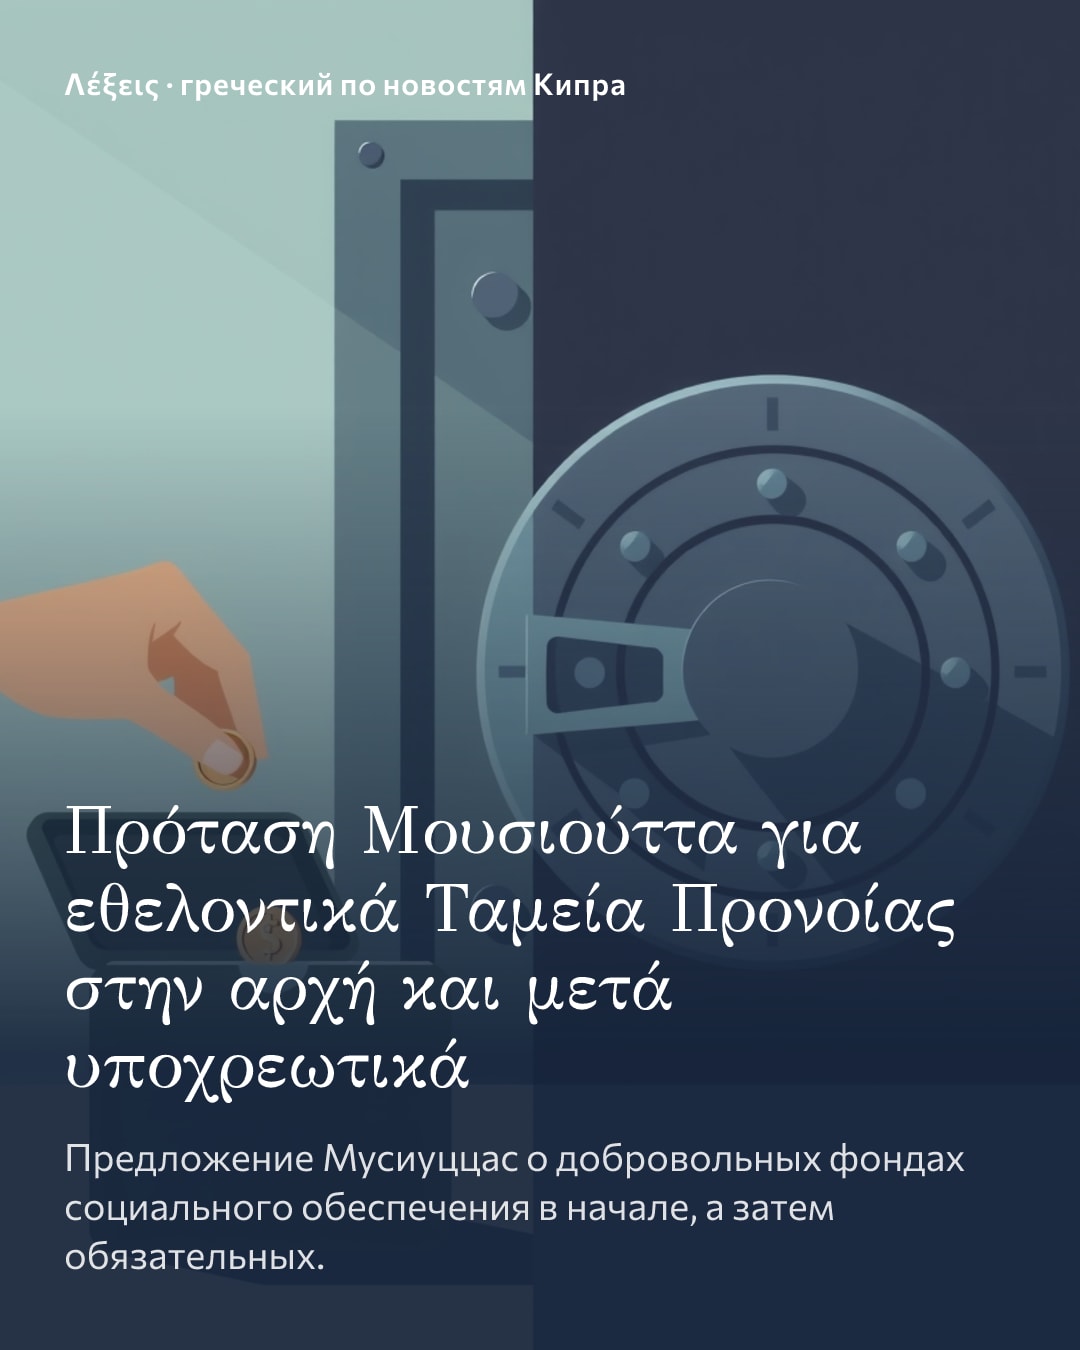 Λέξεις · греческий по новостям Кипра
Πρόταση Μουσιούττα για
εθελοντικά Ταμεία Προνοίας
στην αρχή και μετά
υποχρεωτικά
Предложение Мусиуццас о добровольных фондах
социального обеспечения в начале, а затем
обязательных.